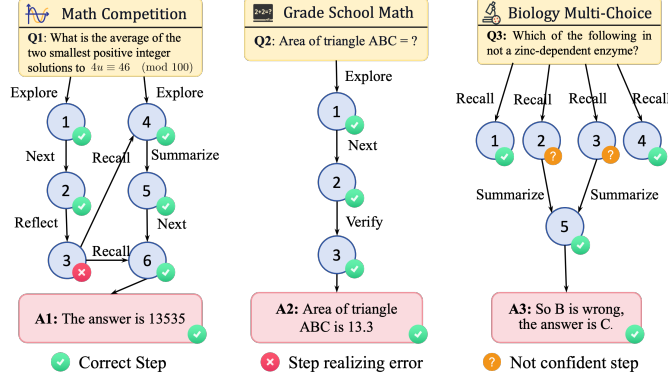 Math Competition
Q1: What is the average of the
two smallest positive integer
solutions to 4u ≡ 46 (mod 100)
Explore
Explore
1
4
Next
Recall
Summarize
2
5
Reflect
Next
3
Recall
6
A1: The answer is 13535
2+2=?
Grade School Math
Q2: Area of triangle ABC = ?
Explore
1
Next
2
Verify
3
A2: Area of triangle
ABC is 13.3
Biology Multi-Choice
Q3: Which of the following in
not a zinc-dependent enzyme?
Recall
Recall
Recall
Recall
1
2
3
4
?
?
Summarize
Summarize
5
A3: So B is wrong,
the answer is C.
Correct Step
Step realizing error
? Not confident step